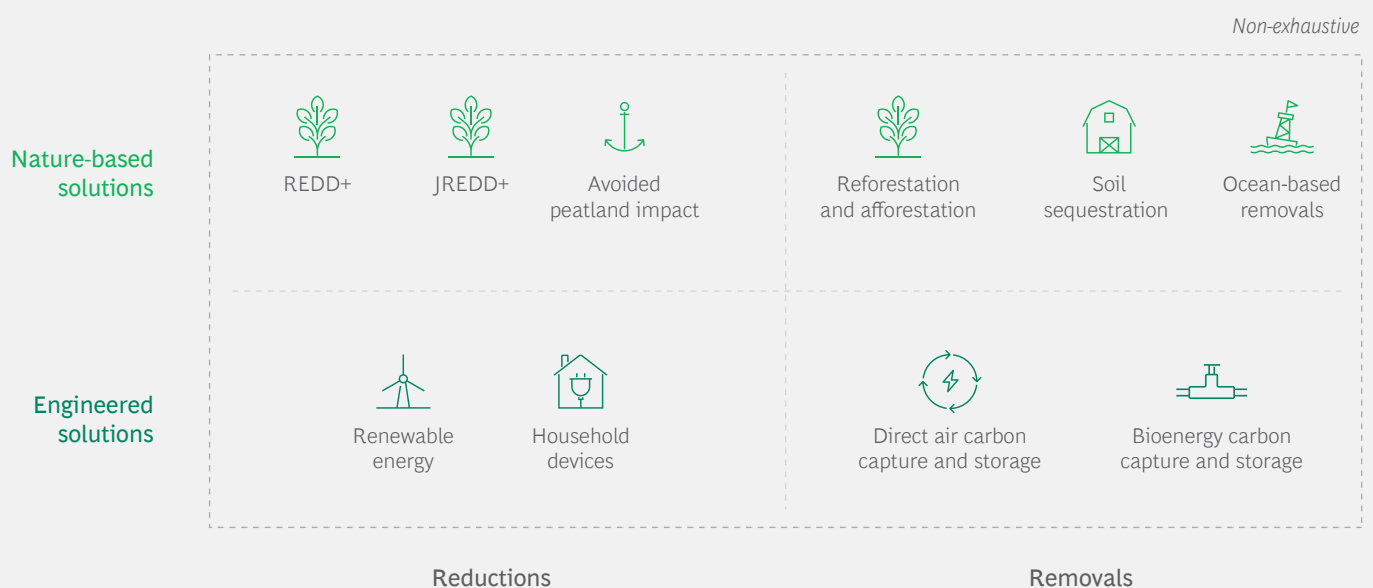 Non-exhaustive
Nature-based
solutions
REDD+
JREDD+
Avoided
peatland impact
Reforestation
and afforestation
Soil
sequestration
Ocean-based
removals
Engineered
solutions
Renewable
energy
Household
devices
Direct air carbon
capture and storage
Bioenergy carbon
capture and storage
Reductions
Removals